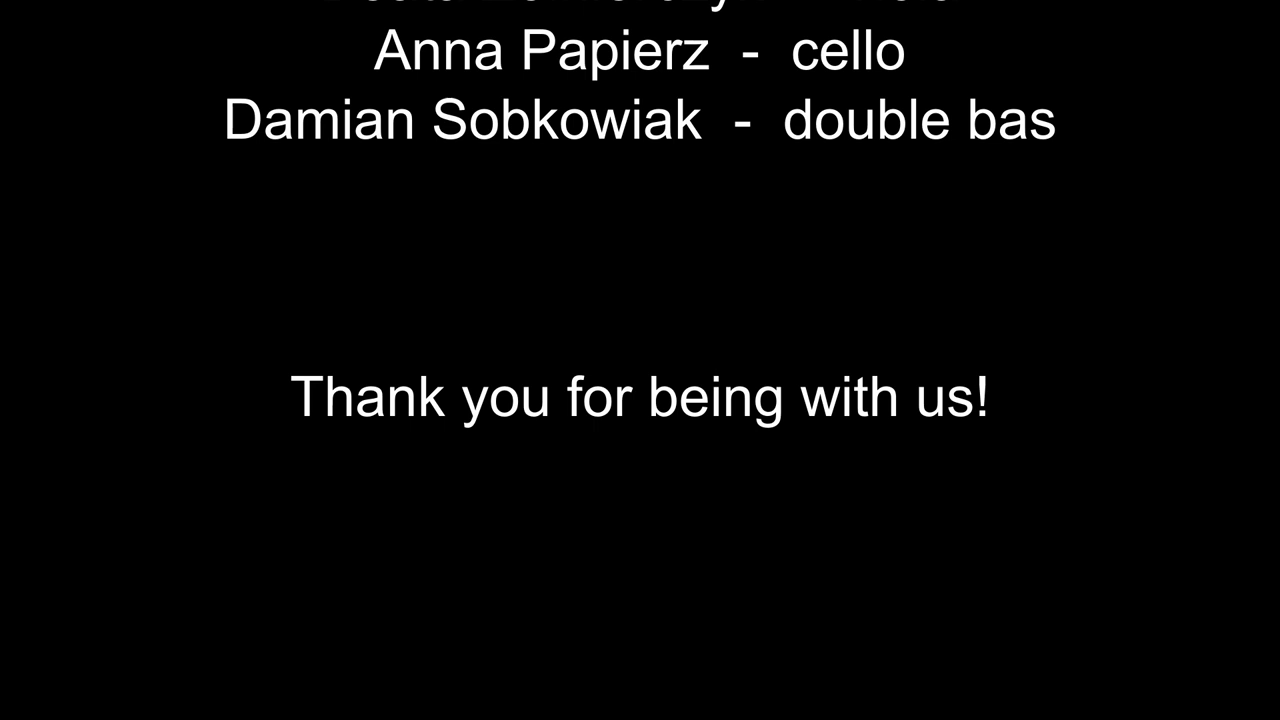 Anna Papierz - cello
Damian Sobkowiak - double bas
Thank you for being with us!